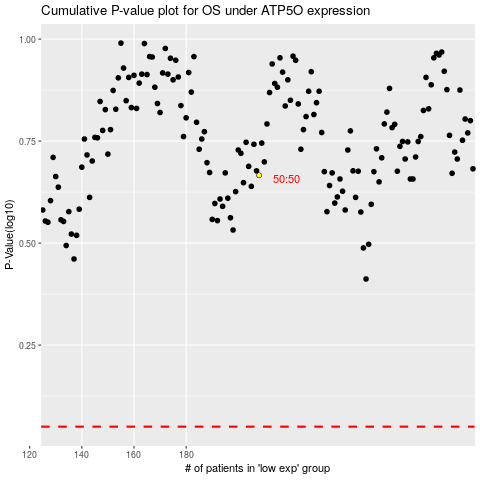 Cumulative P-value plot for OS under ATP5O expression
1.00
0.75
0.50
0.25
P-Value(log10)
50:50
120 140 160 180
# of patients in 'low exp' group